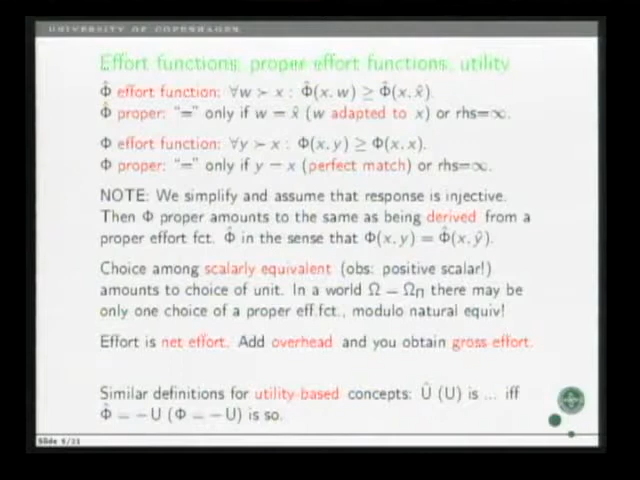 UNIVERSITY OF COPENHAGEN
Effort functions, proper effort functions, utility
Φ̂ effort function: ∀w ≻ x : Φ̂(x, w) ≥ Φ̂(x, x̂).
Φ̂ proper: "=" only if w = x̂ (w adapted to x) or rhs=∞.
Φ effort function: ∀y ≻ x : Φ(x, y) ≥ Φ(x, x).
Φ proper: "=" only if y = x (perfect match) or rhs=∞.
NOTE: We simplify and assume that response is injective.
Then Φ proper amounts to the same as being derived from a
proper effort fct. Φ̂ in the sense that Φ(x, y) = Φ̂(x, ŷ).
Choice among scalarly equivalent (obs: positive scalar!)
amounts to choice of unit. In a world Ω = Ω_Π there may be
only one choice of a proper eff.fct., modulo natural equiv!
Effort is net effort. Add overhead and you obtain gross effort.
Similar definitions for utility-based concepts: Û (U) is ... iff
Φ̂ = −U (Φ = −U) is so.
Slide 6/21